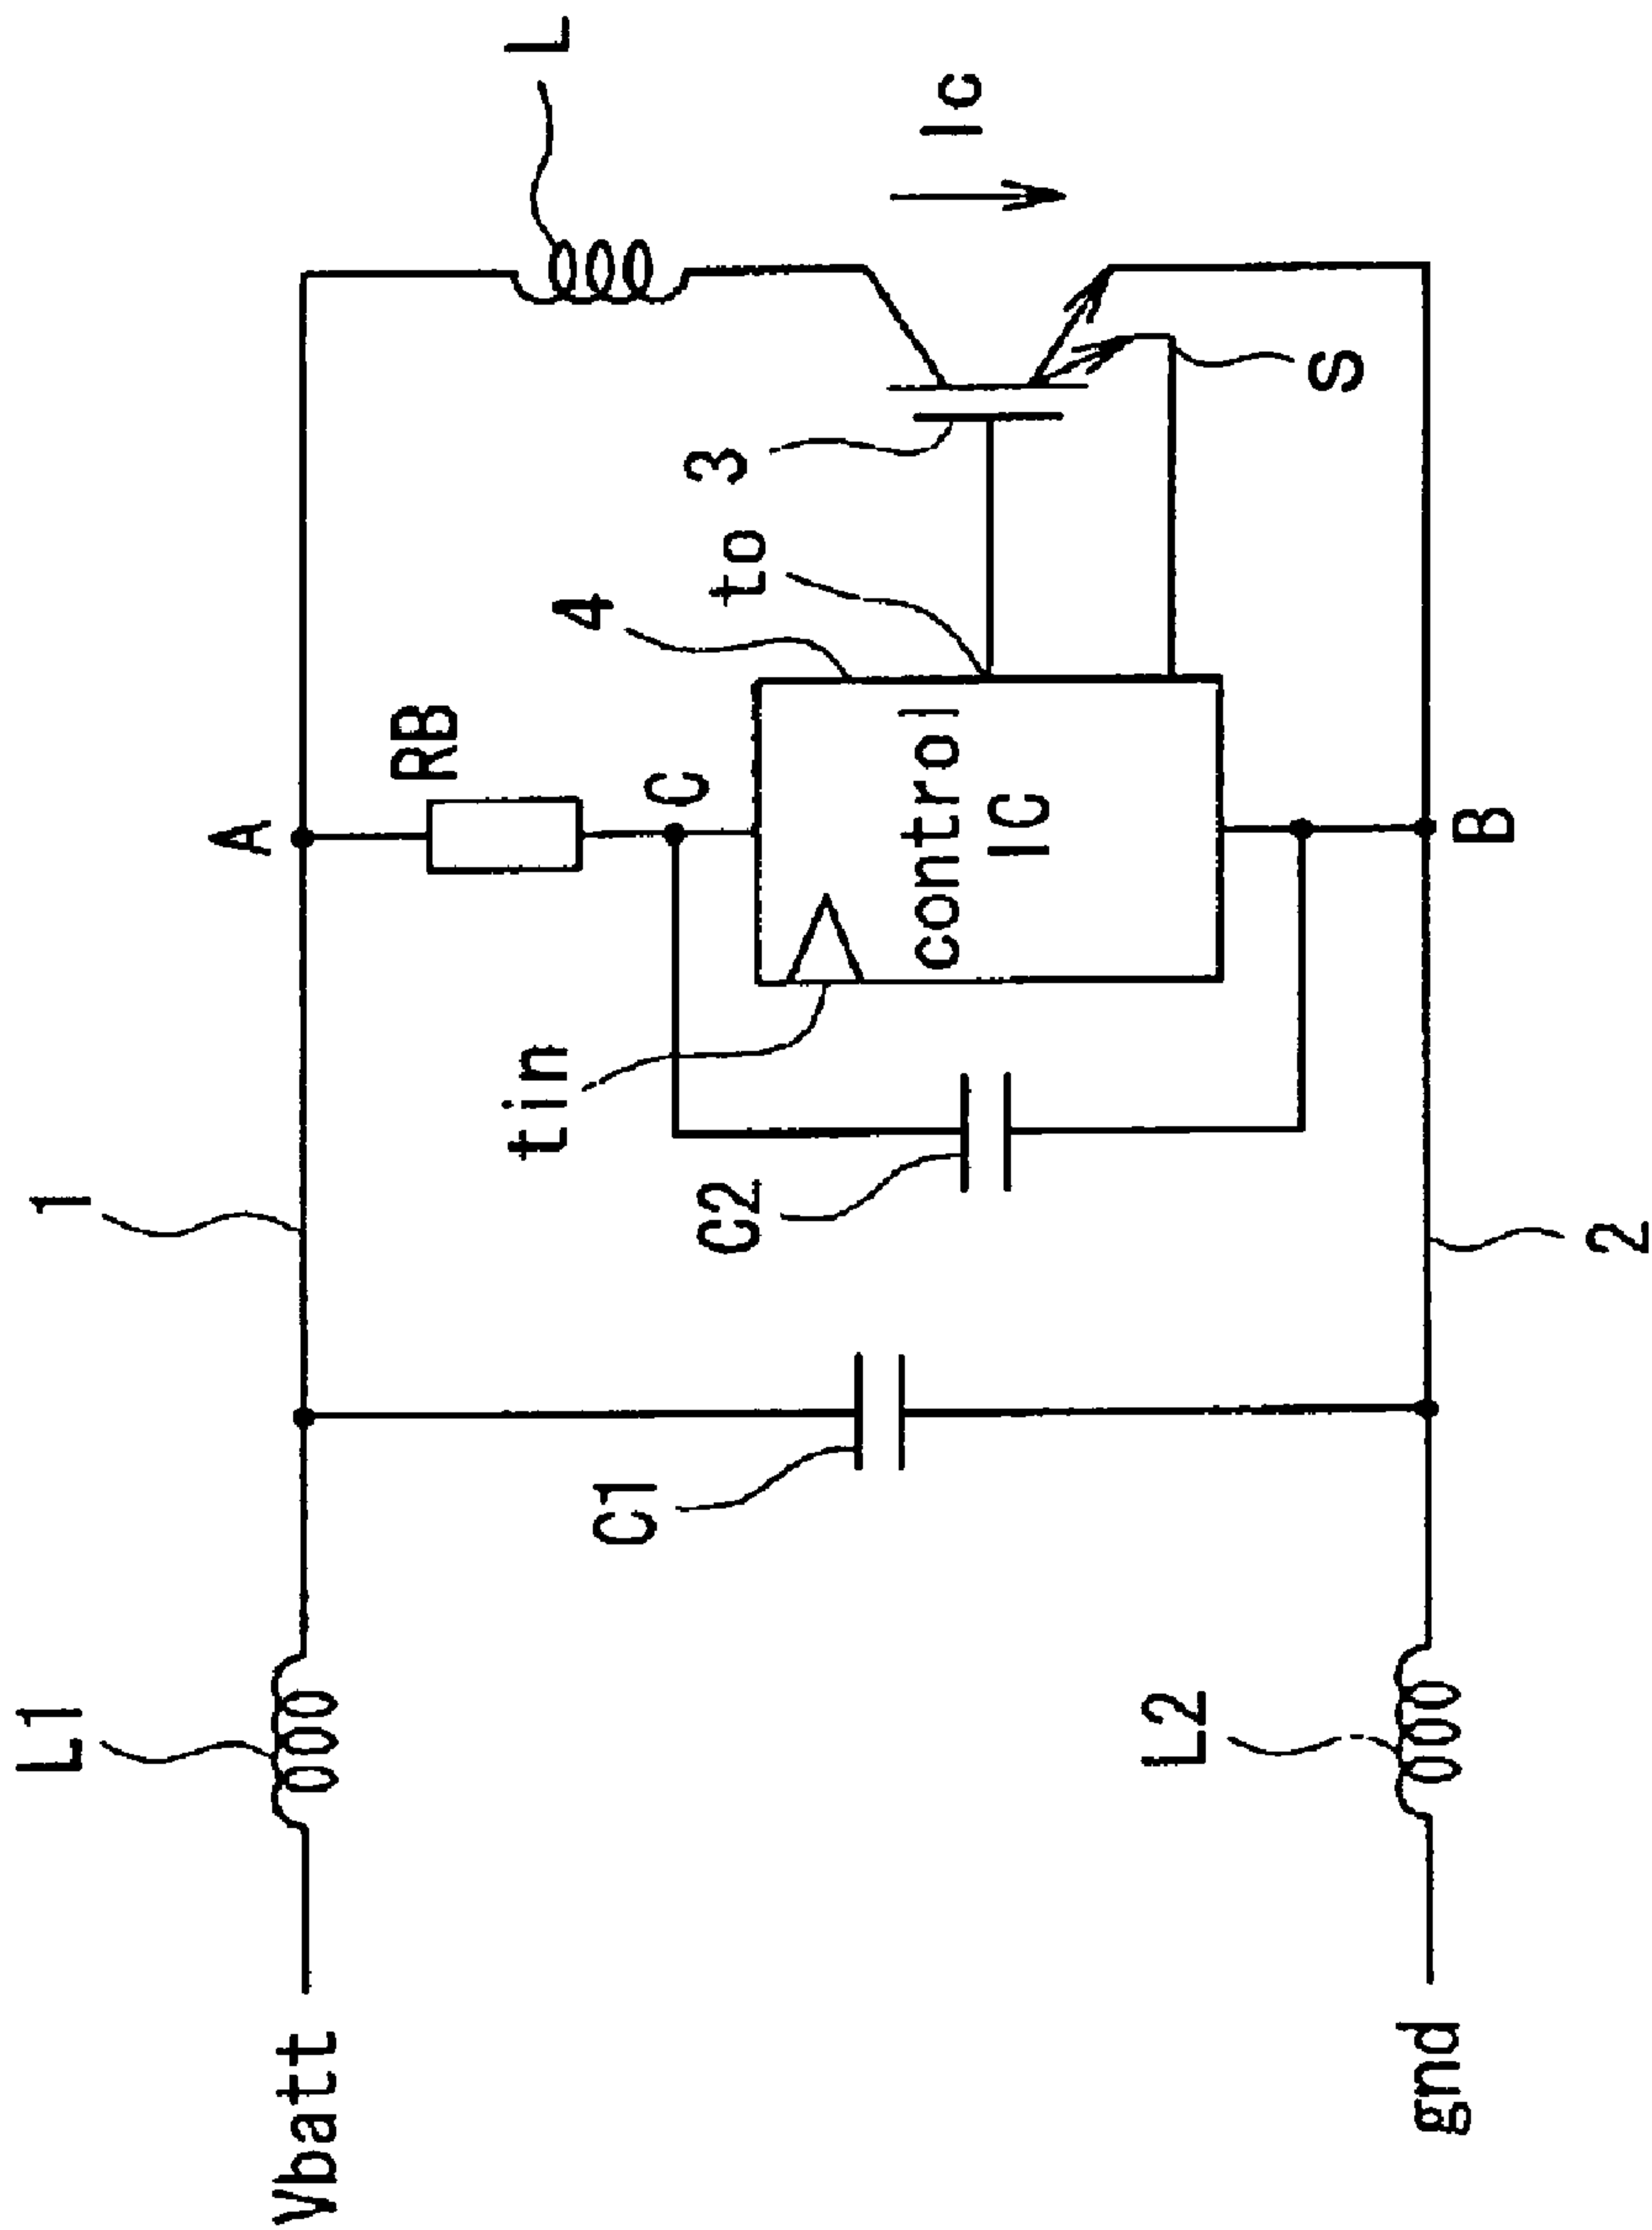 L1
1
A
Vbatt
RB
L
tin
4
C
C1
C2
to
3
control
IC
Ic
L2
S
gnd
B
2